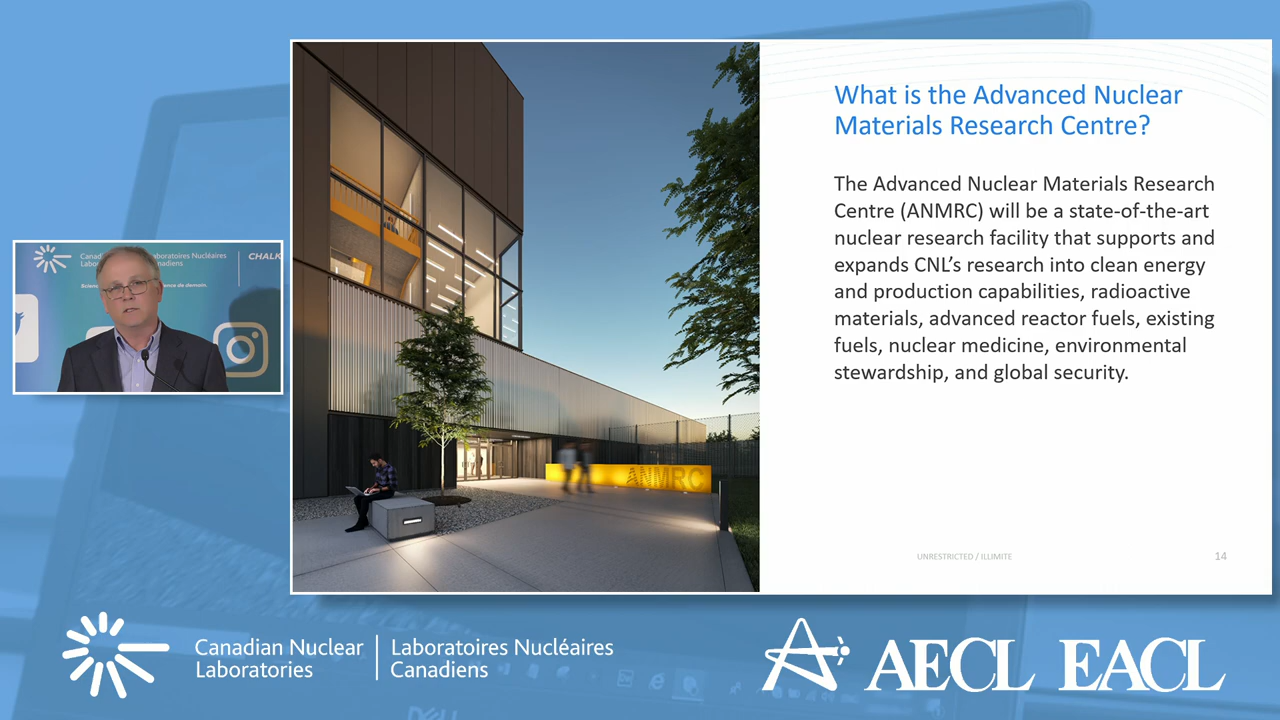 What is the Advanced Nuclear
Materials Research Centre?
The Advanced Nuclear Materials Research
Centre (ANMRC) will be a state-of-the-art
nuclear research facility that supports and
expands CNL’s research into clean energy
and production capabilities, radioactive
materials, advanced reactor fuels, existing
fuels, nuclear medicine, environmental
stewardship, and global security.
UNRESTRICTED / ILLIMITE
14
ANMRC
Laboratoires Nucléaires
CHALK
Canadian Nuclear
Laboratories
Laboratoires Nucléaires
Canadiens
AECL EACL